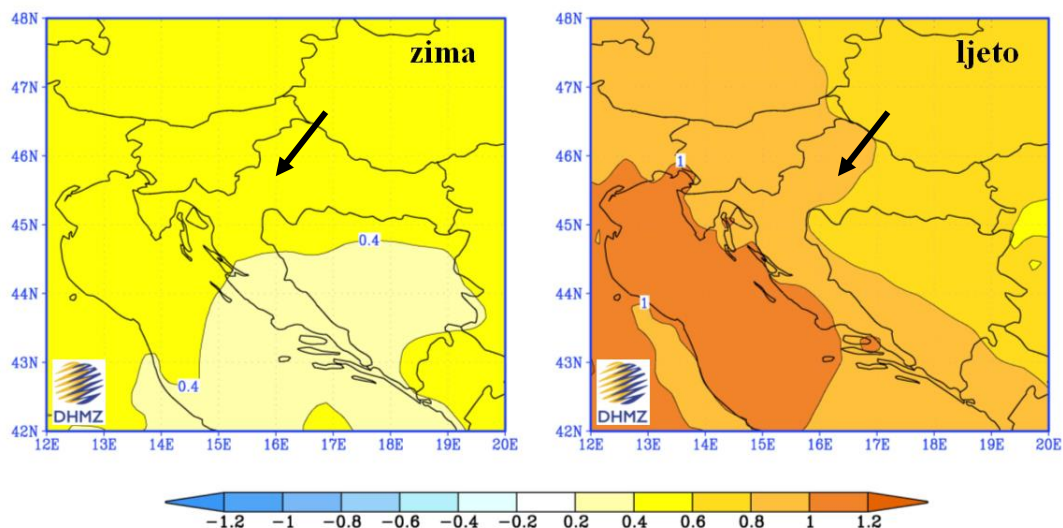 zima
48N
47N
46N
45N
44N
43N
42N
0.4
0.4
DHMZ
12E 13E 14E 15E 16E 17E 18E 19E 20E
ljeto
48N
47N
46N
45N
44N
43N
42N
1
1
DHMZ
12E 13E 14E 15E 16E 17E 18E 19E 20E
-1.2 -1 -0.8 -0.6 -0.4 -0.2 0.2 0.4 0.6 0.8 1 1.2